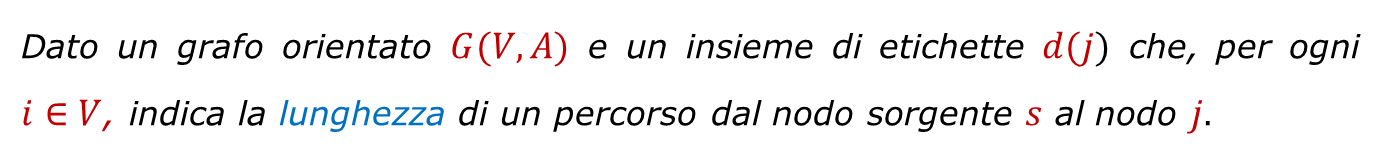 Dato un grafo orientato G(V, A) e un insieme di etichette d(j) che, per ogni
i ∈ V, indica la lunghezza di un percorso dal nodo sorgente s al nodo j.